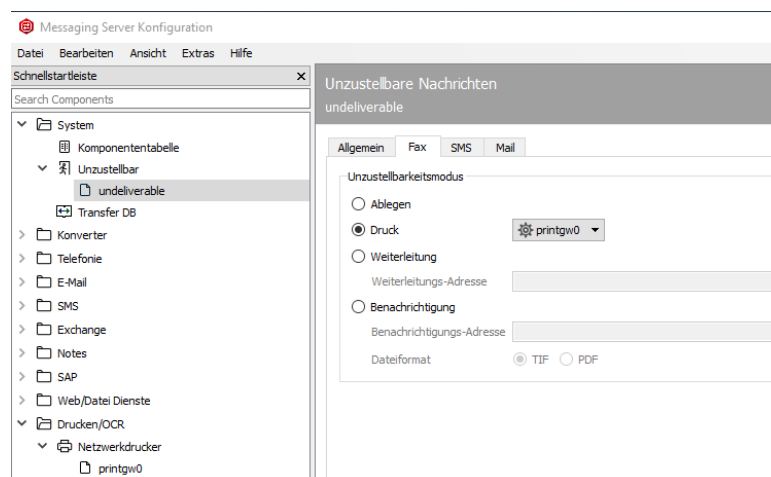 Messaging Server Konfiguration
Datei Bearbeiten Ansicht Extras Hilfe
Schnellstartleiste x
Search Components
System
Komponententabelle
Unzustellbar
undeliverable
Transfer DB
Konverter
Telefonie
E-Mail
SMS
Exchange
Notes
SAP
Web/Datei Dienste
Drucken/OCR
Netzwerkdrucker
printgw0
Unzustellbare Nachrichten
undeliverable
Allgemein Fax SMS Mail
Unzustellbarkeitsmodus
Ablegen
Druck printgw0
Weiterleitung
Weiterleitungs-Adresse
Benachrichtigung
Benachrichtigungs-Adresse
Dateiformat TIF PDF